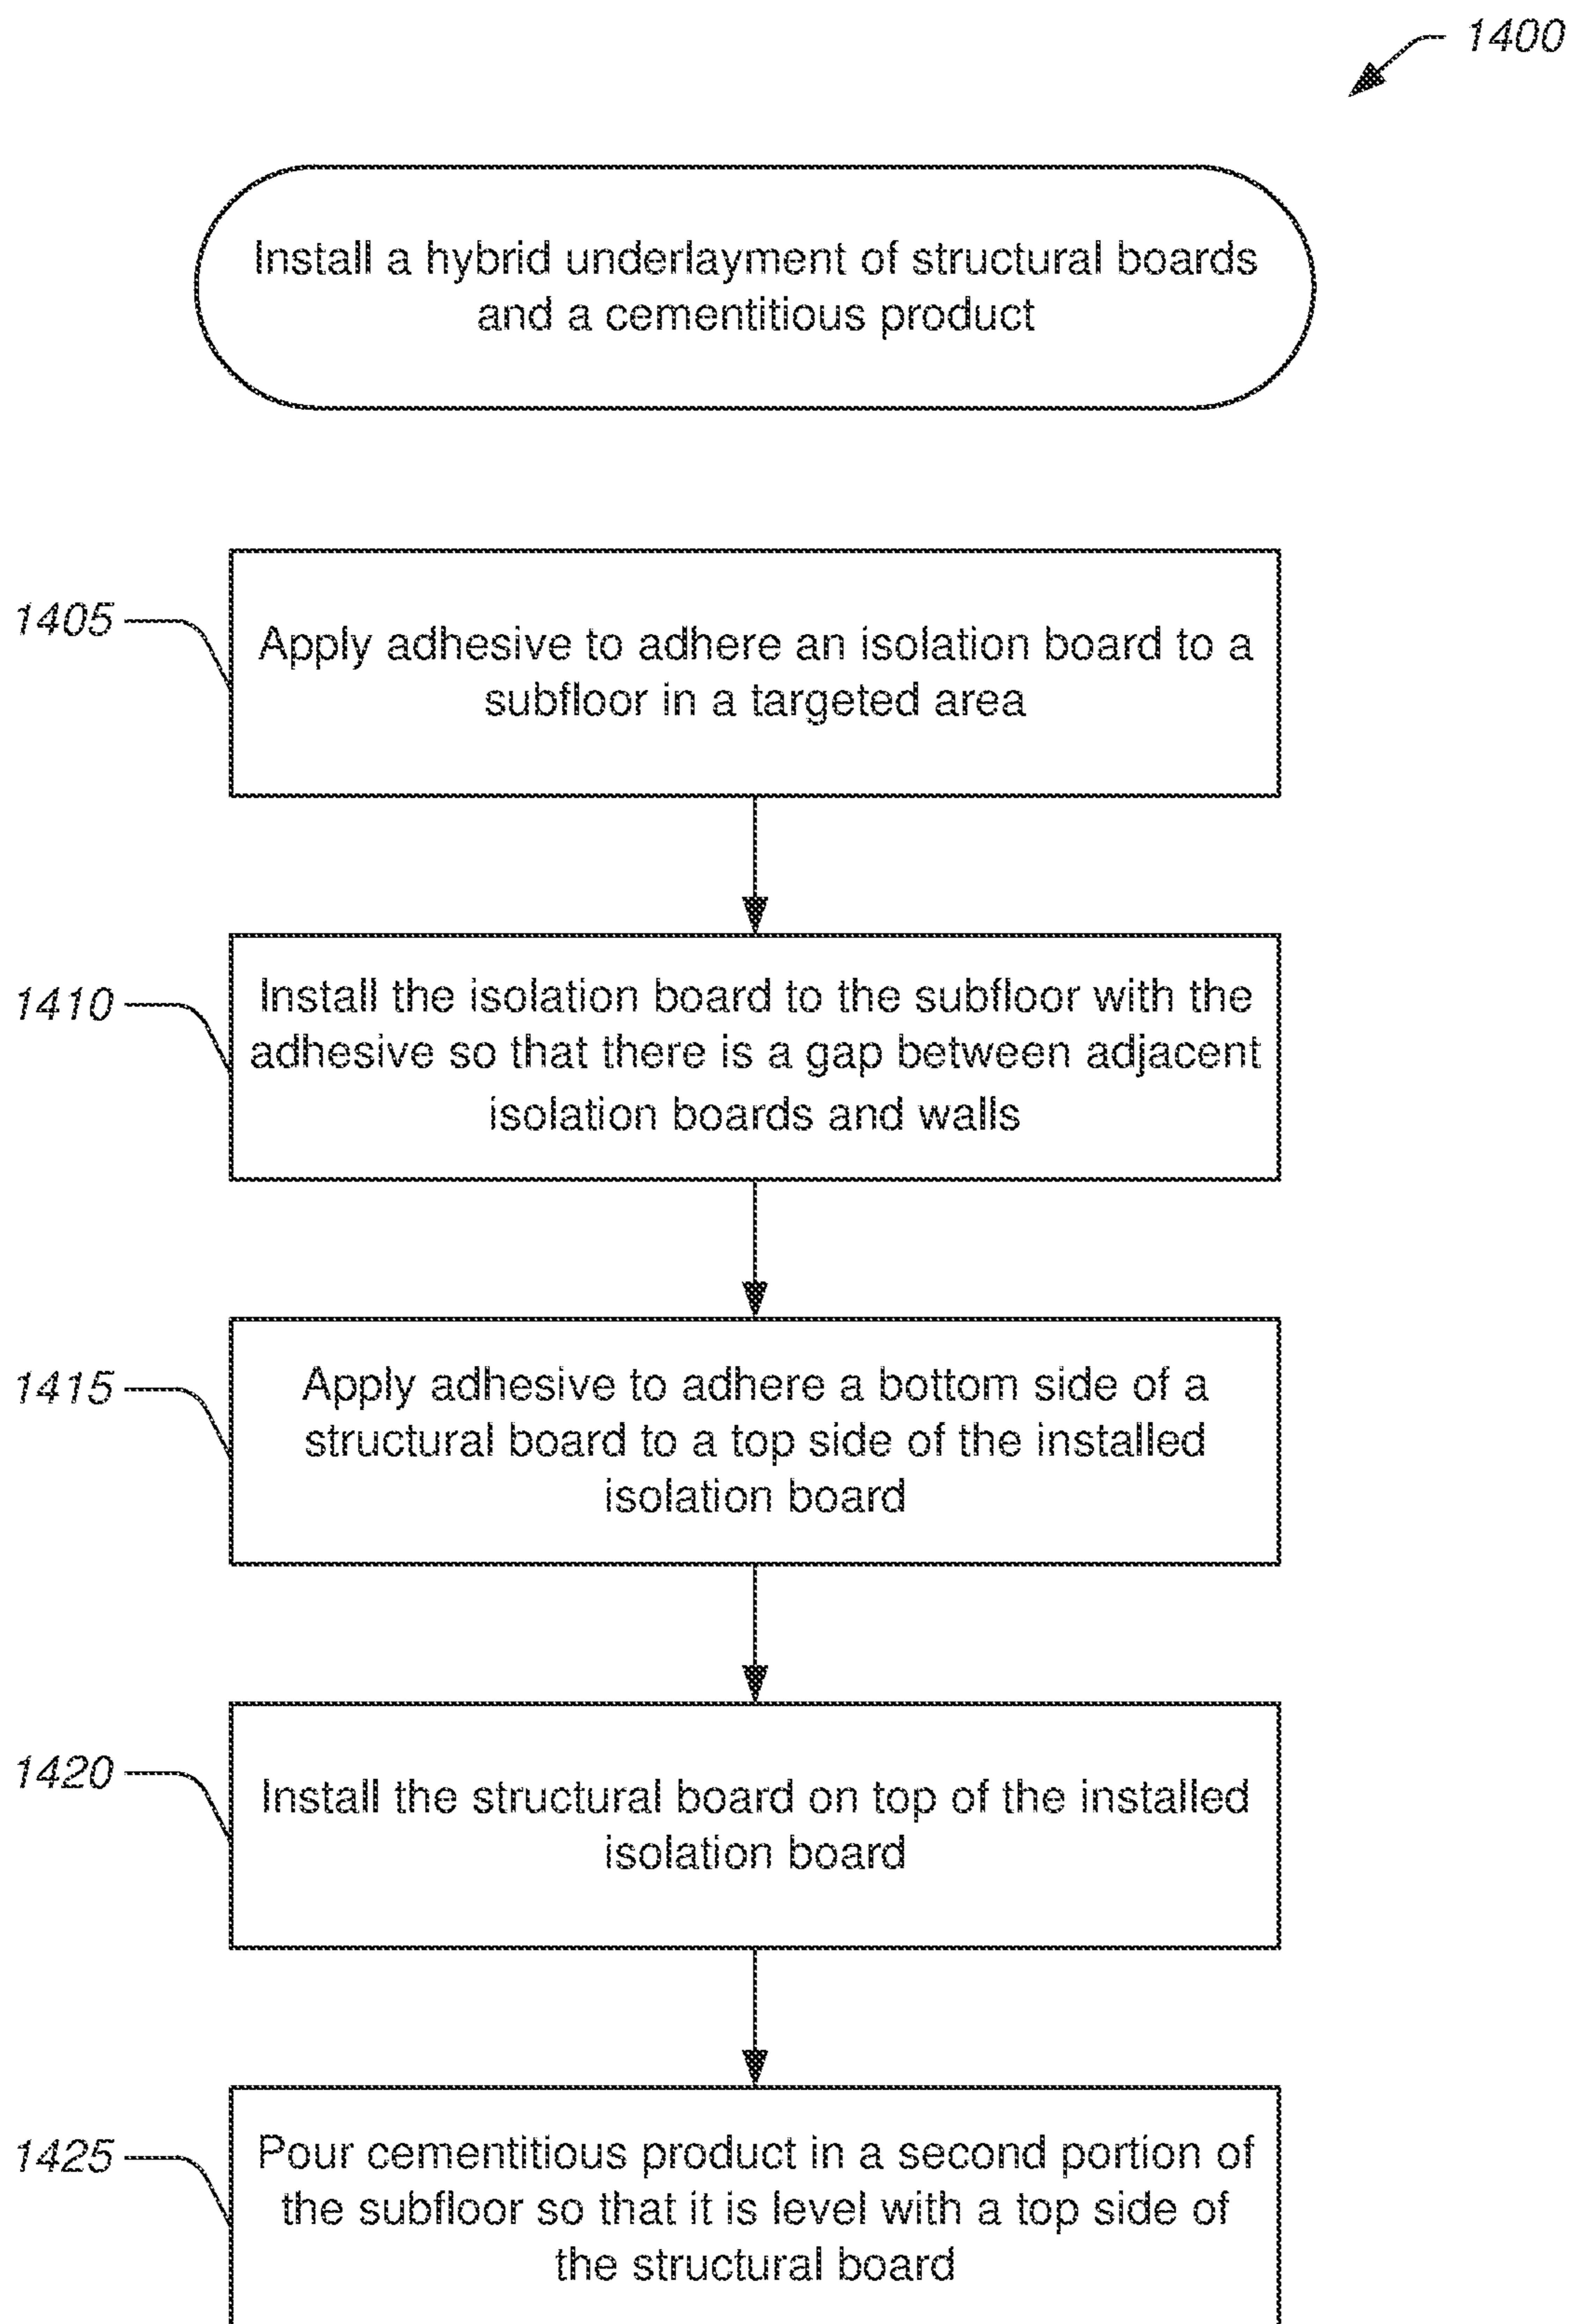 1400
Install a hybrid underlayment of structural boards
and a cementitious product
1405
Apply adhesive to adhere an isolation board to a
subfloor in a targeted area
1410
Install the isolation board to the subfloor with the
adhesive so that there is a gap between adjacent
isolation boards and walls
1415
Apply adhesive to adhere a bottom side of a
structural board to a top side of the installed
isolation board
1420
Install the structural board on top of the installed
isolation board
1425
Pour cementitious product in a second portion of
the subfloor so that it is level with a top side of
the structural board